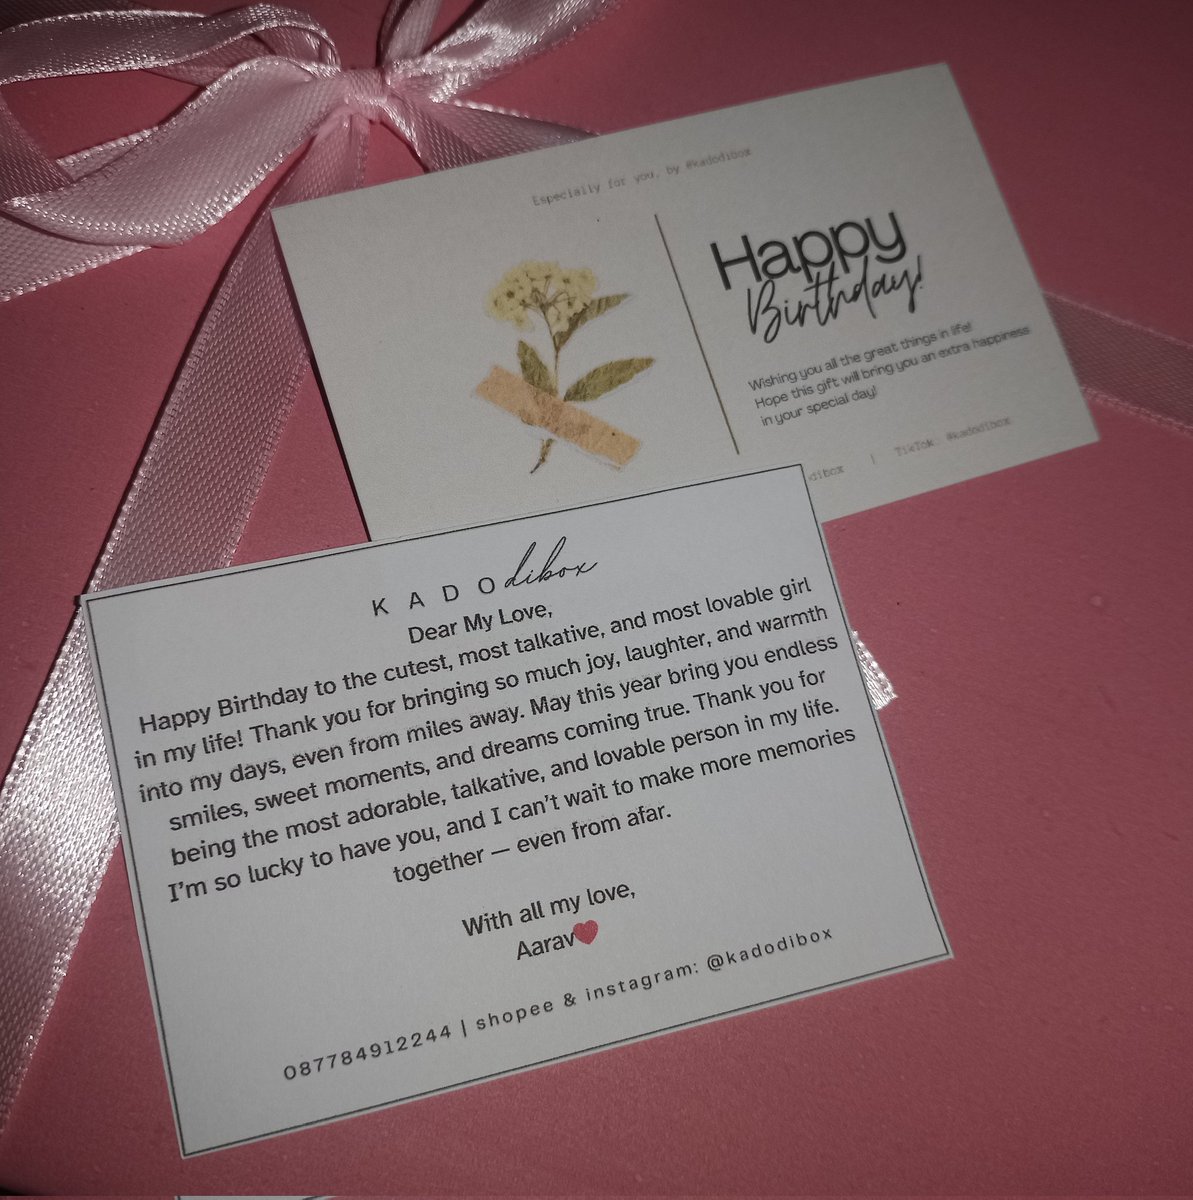 Especially for you, by @kadodibox
Happy
Birthday!
Wishing you all the great things in life!
Hope this gift will bring you an extra happiness
in your special day!
dibox | TikTok @kadodibox
KADOdibox
Dear My Love,
Happy Birthday to the cutest, most talkative, and most lovable girl
in my life! Thank you for bringing so much joy, laughter, and warmth
into my days, even from miles away. May this year bring you endless
smiles, sweet moments, and dreams coming true. Thank you for
being the most adorable, talkative, and lovable person in my life.
I'm so lucky to have you, and I can't wait to make more memories
together — even from afar.
With all my love,
Aarav❤
087784912244 | shopee & instagram: @kadodibox